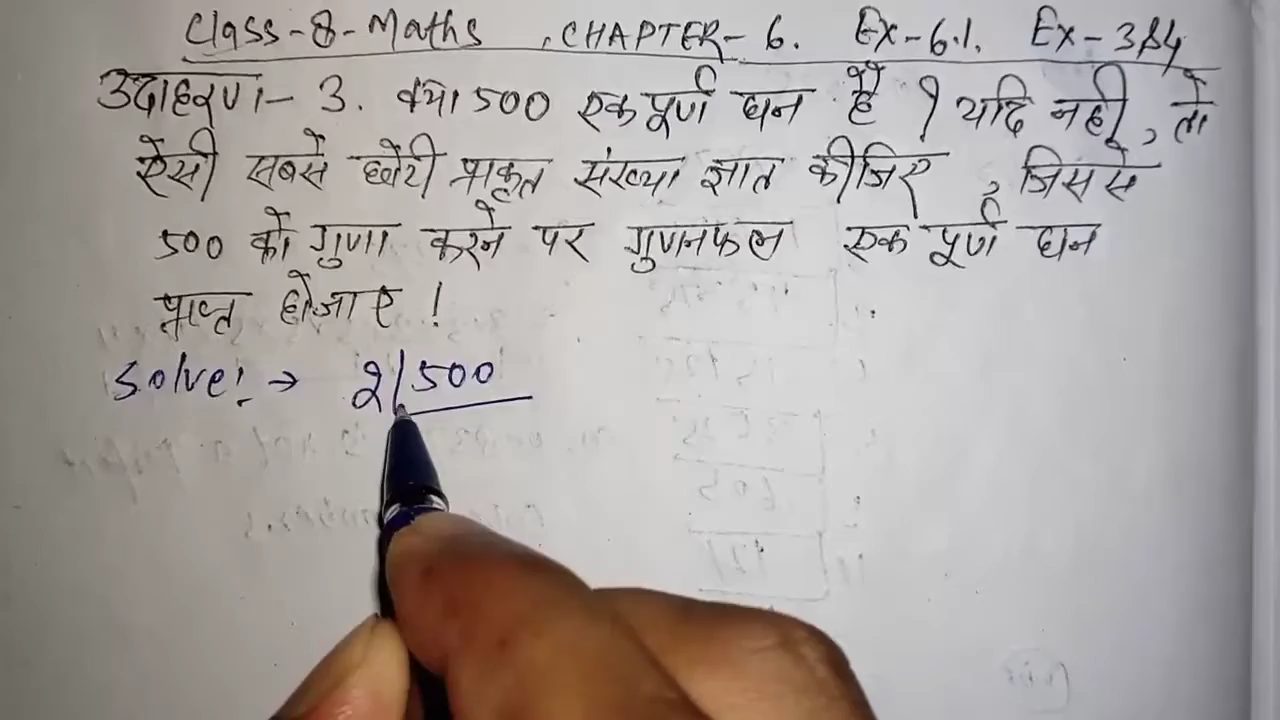 Class-8-Maths, CHAPTER-6. Ex-6.1. Ex-3&4
उदाहरण-3. क्या 500 एक पूर्ण घन है? यदि नहीं, तो
ऐसी सबसे छोटी प्राकृत संख्या ज्ञात कीजिए, जिससे
500 को गुणा करने पर गुणनफल एक पूर्ण घन
प्राप्त होजाए!
Solve:→ 2|500